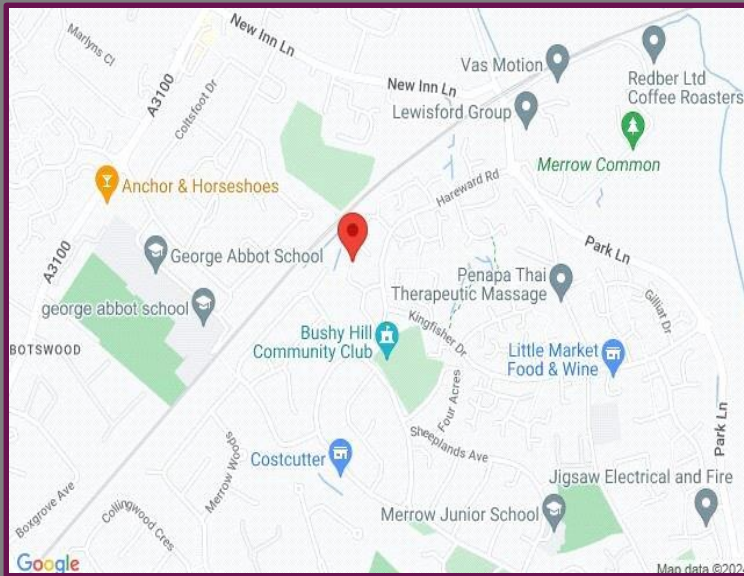 New Inn Ln
Marlyns Cl
A3100
Coltsfoot Dr
New Inn Ln
Vas Motion
Redber Ltd
Coffee Roasters
Lewisford Group
Merrow Common
Anchor & Horseshoes
Hareward Rd
A3100
George Abbot School
Park Ln
Penapa Thai
Therapeutic Massage
george abbot school
Gilliat Dr
Kingfisher Dr
Bushy Hill
Community Club
BOTSWOOD
Little Market
Food & Wine
Four Acres
Park Ln
Sheeplands Ave
Merrow Woods
Costcutter
Jigsaw Electrical and Fire
Boxgrove Ave
Collingwood Cres
Merrow Junior School
Google
Map data ©2024